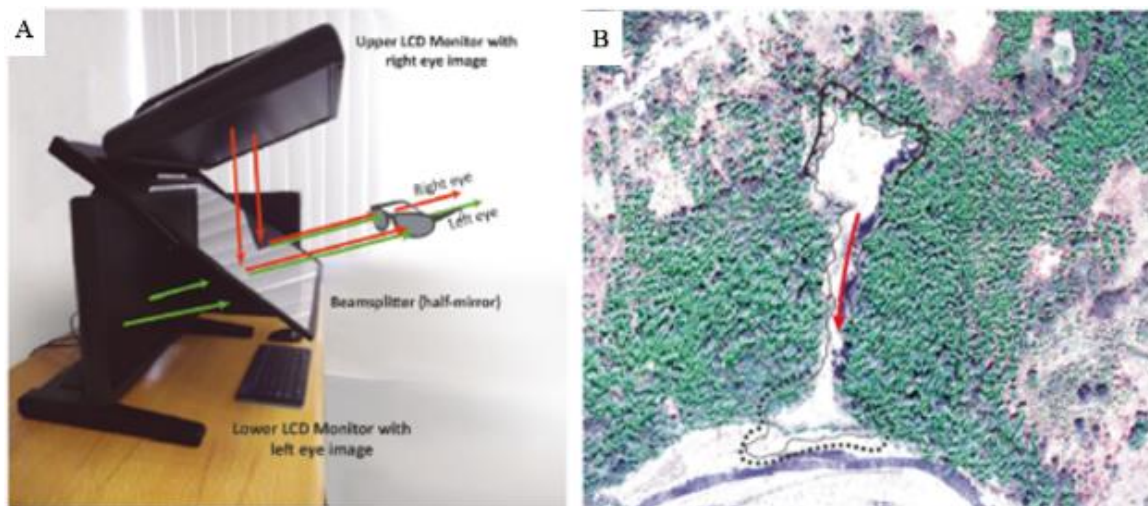 A
Upper LCD Monitor with
right eye image
Right eye
Left eye
Beamsplitter (half-mirror)
Lower LCD Monitor with
left eye image
B